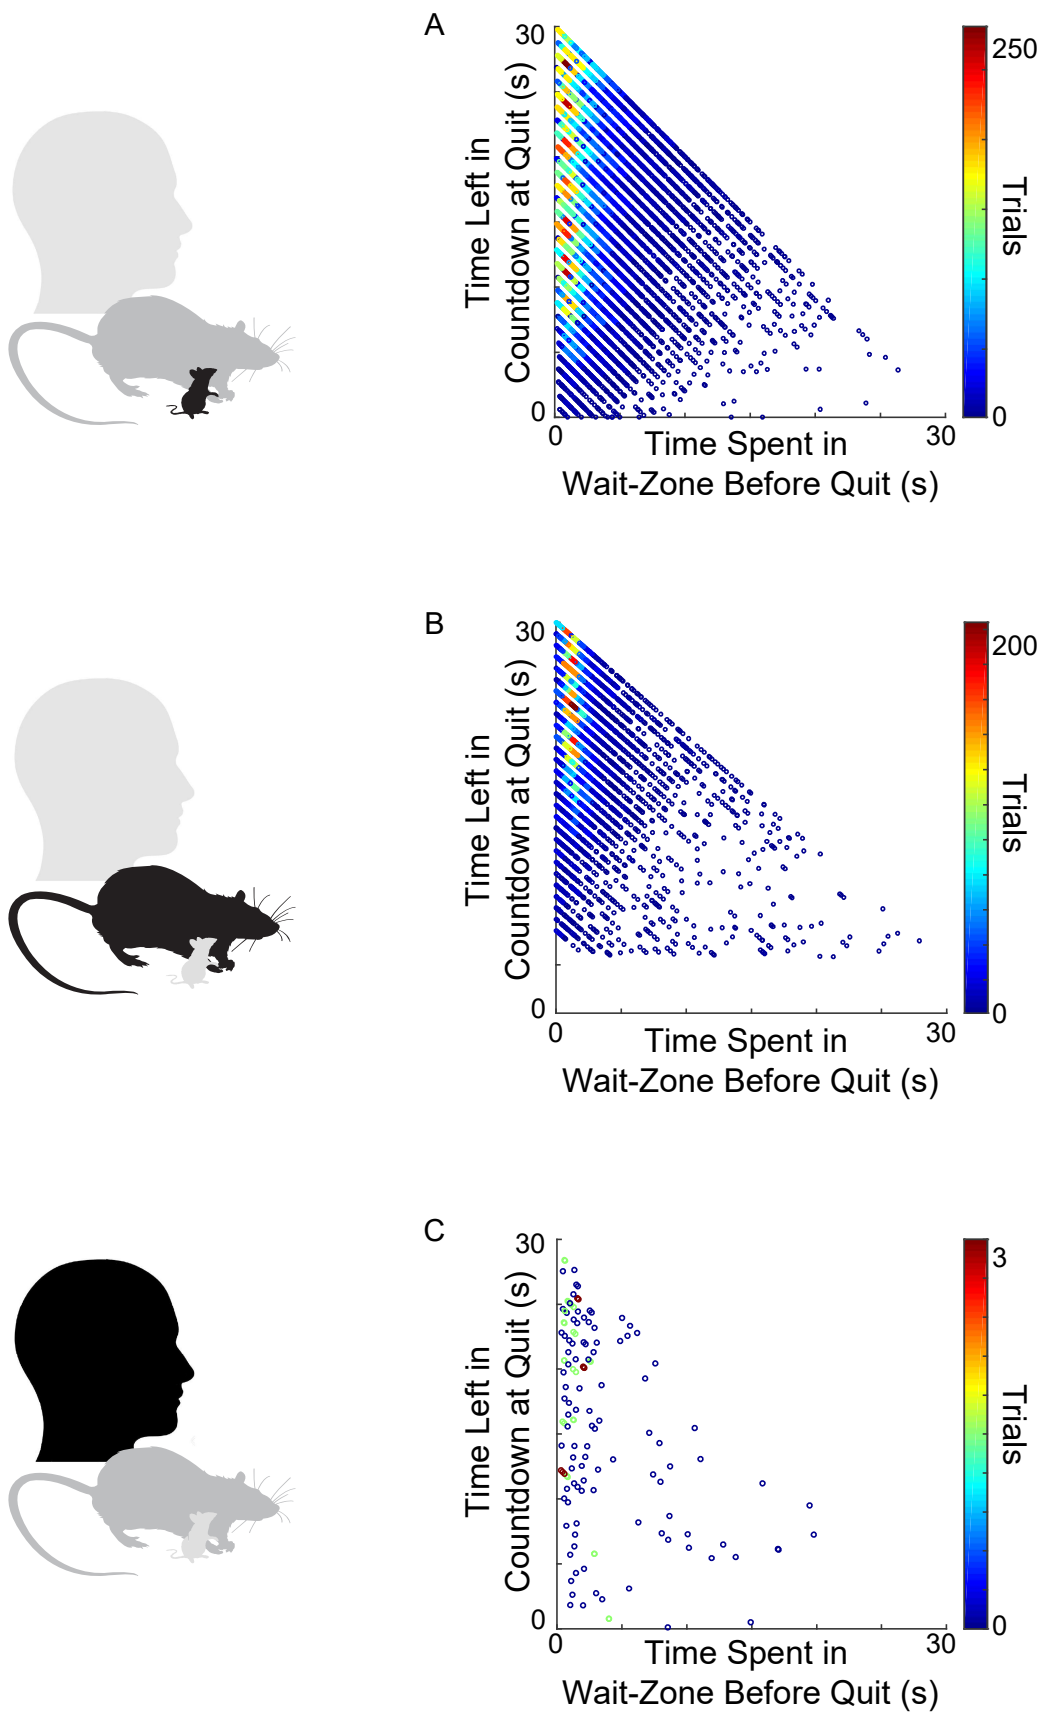 A
30
250
Time Left in
Countdown at Quit (s)
Trials
0
0
0
30
Time Spent in
Wait-Zone Before Quit (s)
B
30
200
Time Left in
Countdown at Quit (s)
Trials
0
0
0
30
Time Spent in
Wait-Zone Before Quit (s)
C
30
3
Time Left in
Countdown at Quit (s)
Trials
0
0
0
30
Time Spent in
Wait-Zone Before Quit (s)